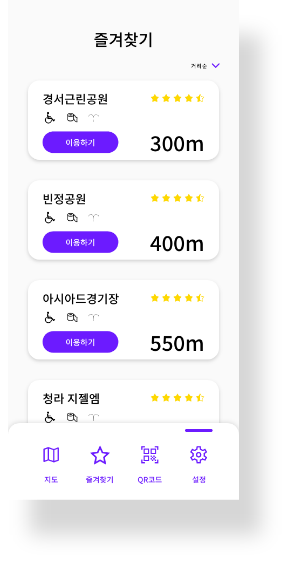 즐겨찾기
거리순
경서근린공원
이용하기
300m
빈정공원
이용하기
400m
아시아드경기장
이용하기
550m
청라 지젤엠
지도
즐겨찾기
QR코드
설정